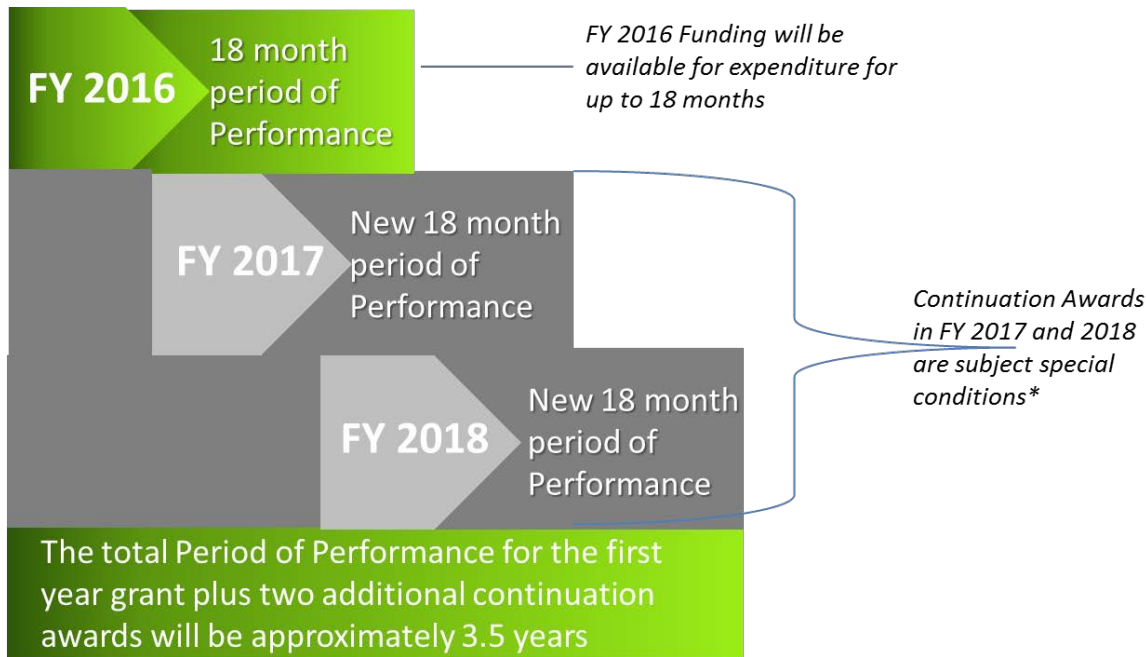 FY 2016
18 month
period of
Performance
FY 2016 Funding will be
available for expenditure for
up to 18 months
FY 2017
New 18 month
period of
Performance
Continuation Awards
in FY 2017 and 2018
are subject special
conditions*
FY 2018
New 18 month
period of
Performance
The total Period of Performance for the first
year grant plus two additional continuation
awards will be approximately 3.5 years